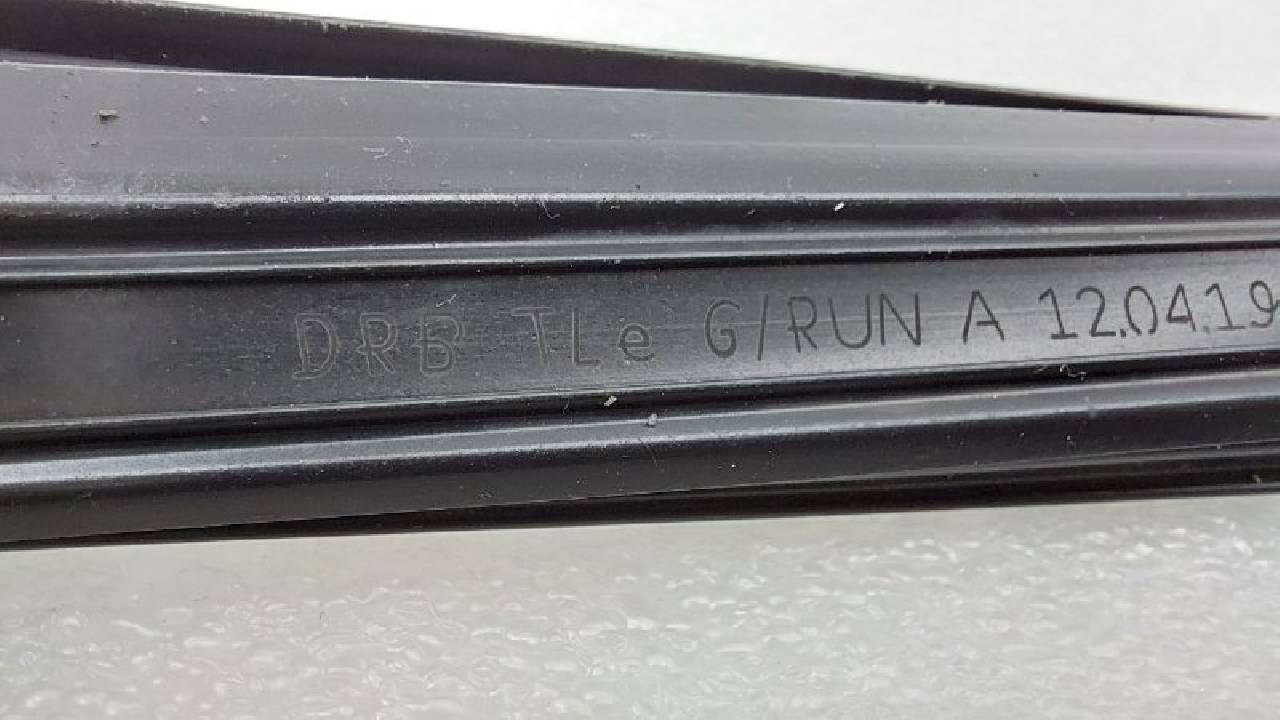 DRB TLe G/RUN A 12.04.19